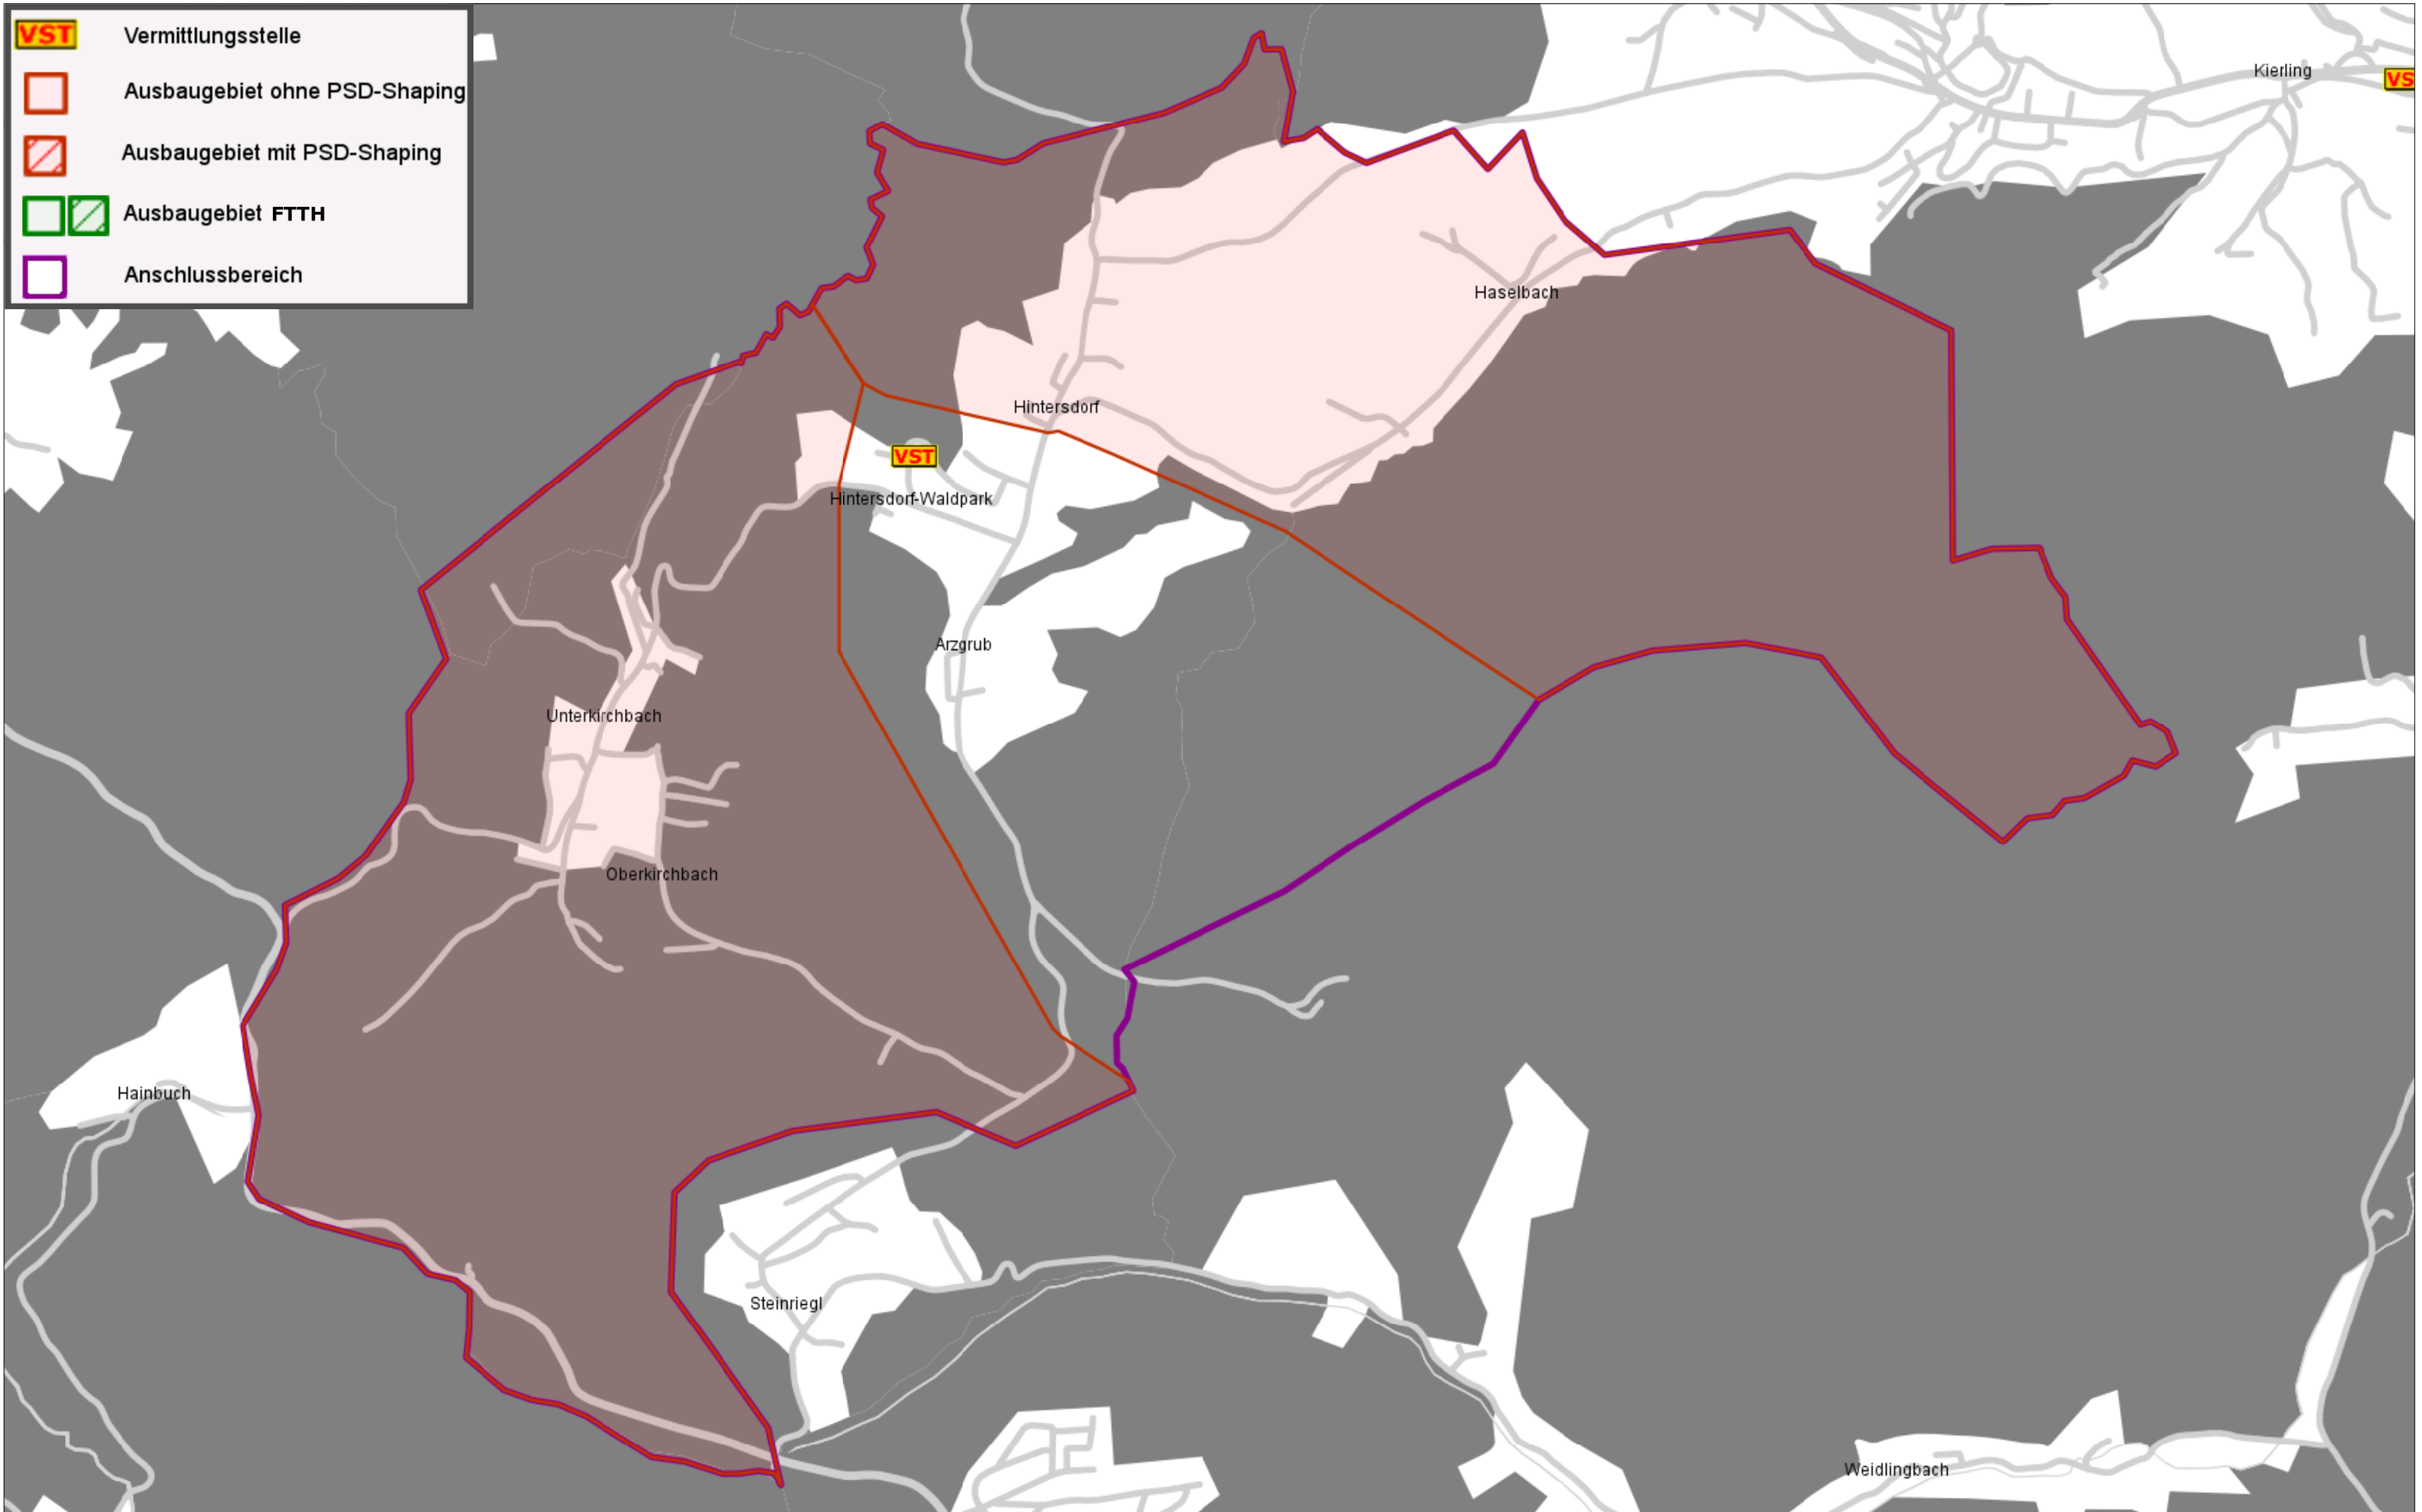 VST Vermittlungsstelle
Ausbaugebiet ohne PSD-Shaping
Ausbaugebiet mit PSD-Shaping
Ausbaugebiet FTTH
Anschlussbereich
Kierling
VS
Haselbach
Hintersdorf
VST
Hintersdorf-Waldpark
Arzgrub
Unterkirchbach
Oberkirchbach
Hainbuch
Steinriegl
Weidlingbach